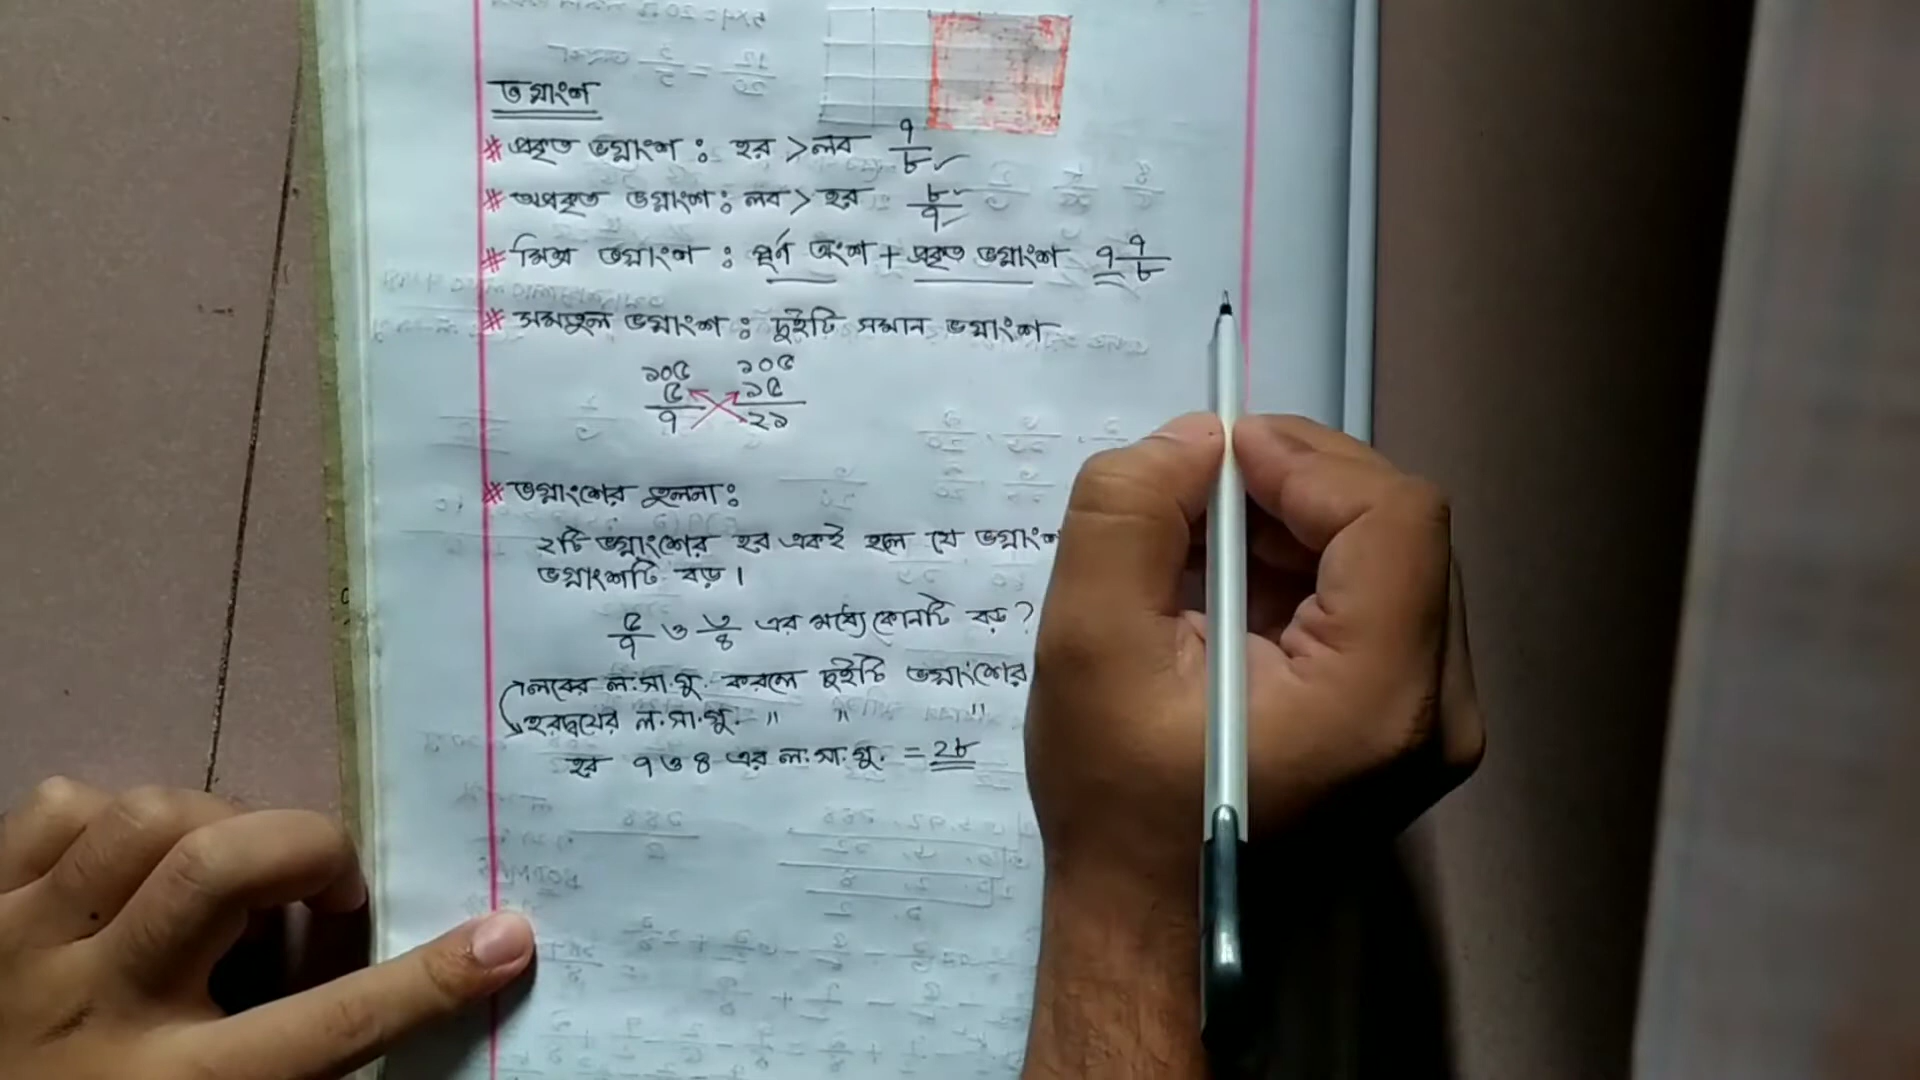 ভগ্নাংশ
# প্রকৃত ভগ্নাংশ : হর > লব ৭/৮
# অপ্রকৃত ভগ্নাংশ : লব > হর ৮/৭
# মিশ্র ভগ্নাংশ : পূর্ণ অংশ + প্রকৃত ভগ্নাংশ ৭ ৭/৮
# সমতুল ভগ্নাংশ : দুইটি সমান ভগ্নাংশ
১০৫ ১০৫
৫/৭ ১৫/২১
# ভগ্নাংশের তুলনা :
২টি ভগ্নাংশের হর একই হলে যে ভগ্নাংশ
ভগ্নাংশটি বড়।
৫/৭ ও ৩/৪ এর মধ্যে কোনটি বড়?
লবের ল.সা.গু. করলে দুইটি ভগ্নাংশের
হরদ্বয়ের ল.সা.গু. " " "
হর ৭ ও ৪ এর ল.সা.গু. = ২৮